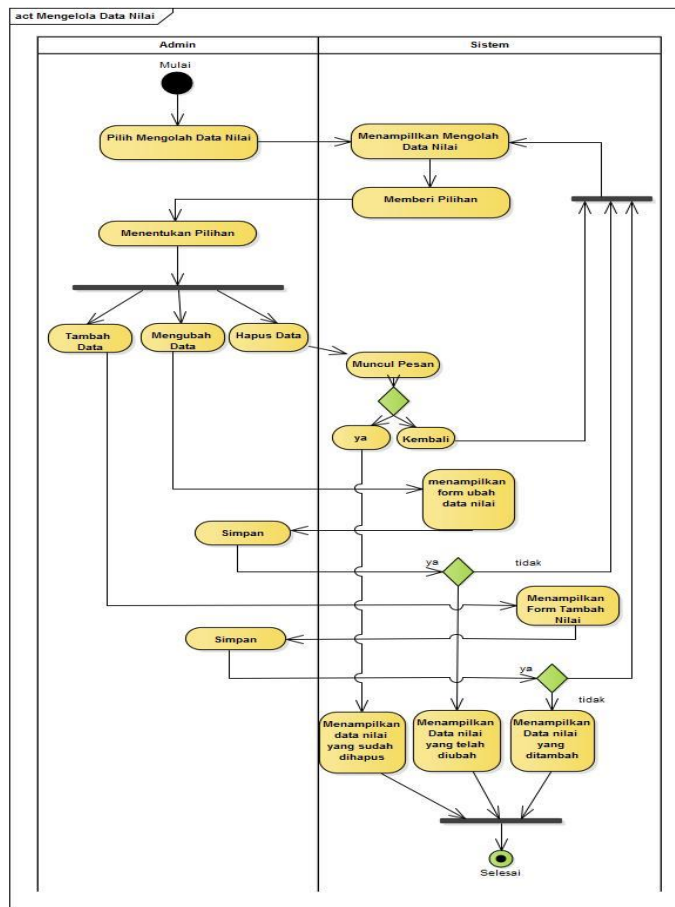 act Mengelola Data Nilai
Admin
Sistem
Mulai
Pilih Mengolah Data Nilai
Menampillkan Mengolah
Data Nilai
Memberi Pilihan
Menentukan Pilihan
Tambah
Data
Mengubah
Data
Hapus Data
Muncul Pesan
ya
Kembali
menampilkan
form ubah
data nilai
Simpan
ya
tidak
Menampilkan
Form Tambah
Nilai
Simpan
ya
tidak
Menampilkan
data nilai
yang sudah
dihapus
Menampilkan
Data nilai
yang telah
diubah
Menampilkan
Data nilai
yang
ditambah
Selesai